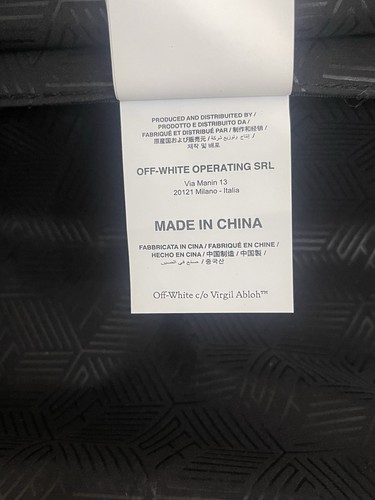 PRODUCED AND DISTRIBUITED BY /
PRODOTTO E DISTRIBUITO DA /
FABRIQUÉ ET DISTRIBUÉ PAR / 制作和经销 /
原産国および販売元 / إنتاج وتوزيع شركة /
제작 및 배포
OFF-WHITE OPERATING SRL
Via Manin 13
20121 Milano - Italia
MADE IN CHINA
FABBRICATA IN CINA / FABRIQUÉ EN CHINE /
HECHO EN CINA / 中国制造 / 中国製 /
صنع في الصين / 중국산
Off-White c/o Virgil Abloh™